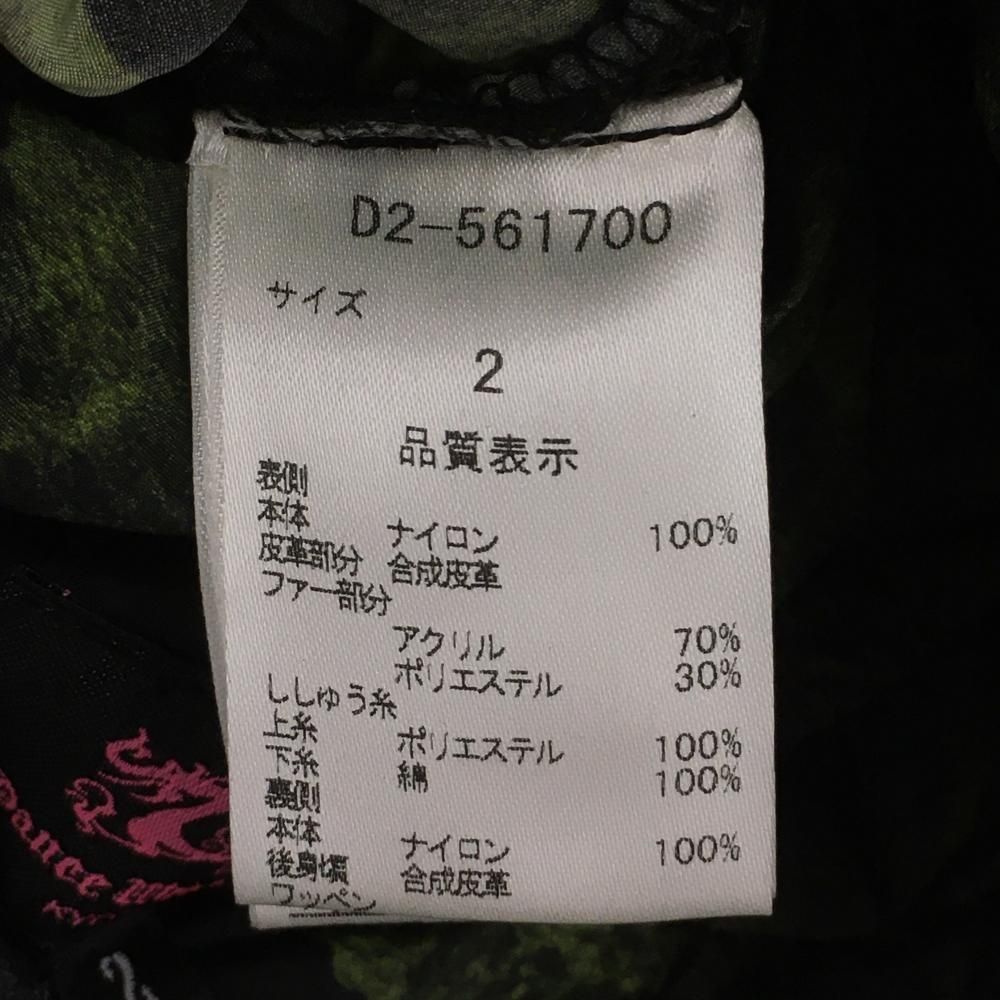 D2-561700
サイズ
2
品質表示
表側
本体 ナイロン 100%
皮革部分 合成皮革
ファー部分
アクリル 70%
ポリエステル 30%
ししゅう糸
上糸 ポリエステル 100%
下糸 綿 100%
裏側
本体 ナイロン 100%
後身頃 合成皮革
ワッペン
Dance